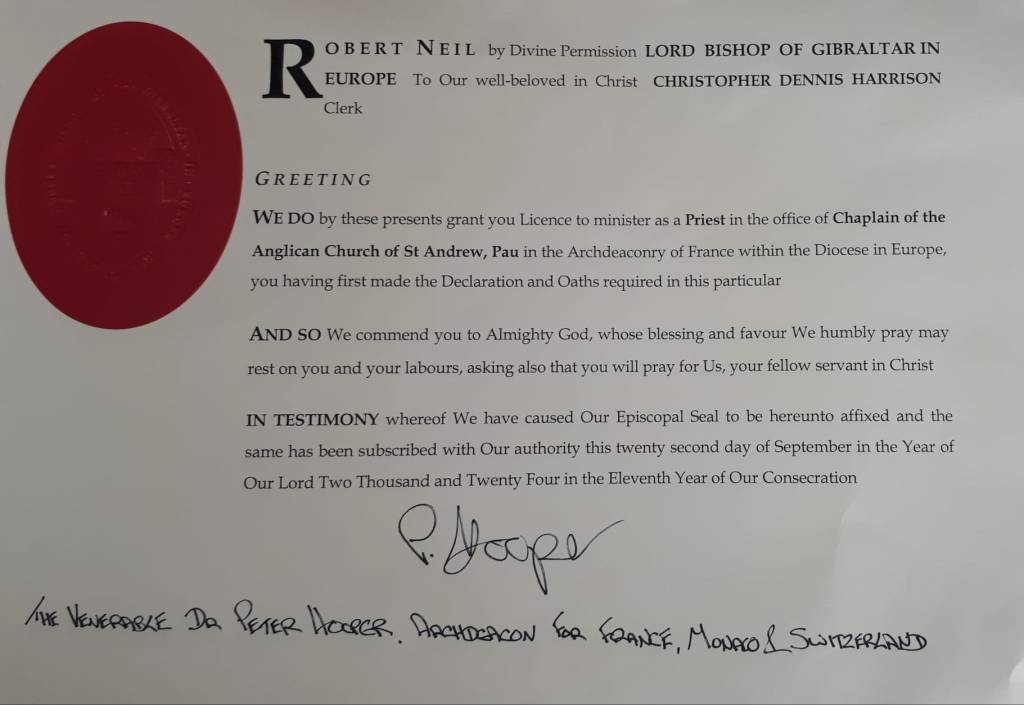 ROBERT NEIL by Divine Permission LORD BISHOP OF GIBRALTAR IN
EUROPE To Our well-beloved in Christ CHRISTOPHER DENNIS HARRISON
Clerk
GREETING
WE DO by these presents grant you Licence to minister as a Priest in the office of Chaplain of the
Anglican Church of St Andrew, Pau in the Archdeaconry of France within the Diocese in Europe,
you having first made the Declaration and Oaths required in this particular
AND SO We commend you to Almighty God, whose blessing and favour We humbly pray may
rest on you and your labours, asking also that you will pray for Us, your fellow servant in Christ
IN TESTIMONY whereof We have caused Our Episcopal Seal to be hereunto affixed and the
same has been subscribed with Our authority this twenty second day of September in the Year of
Our Lord Two Thousand and Twenty Four in the Eleventh Year of Our Consecration
P. Hooper
THE VENERABLE DR PETER HOOPER. ARCHDEACON FOR FRANCE, MONACO & SWITZERLAND